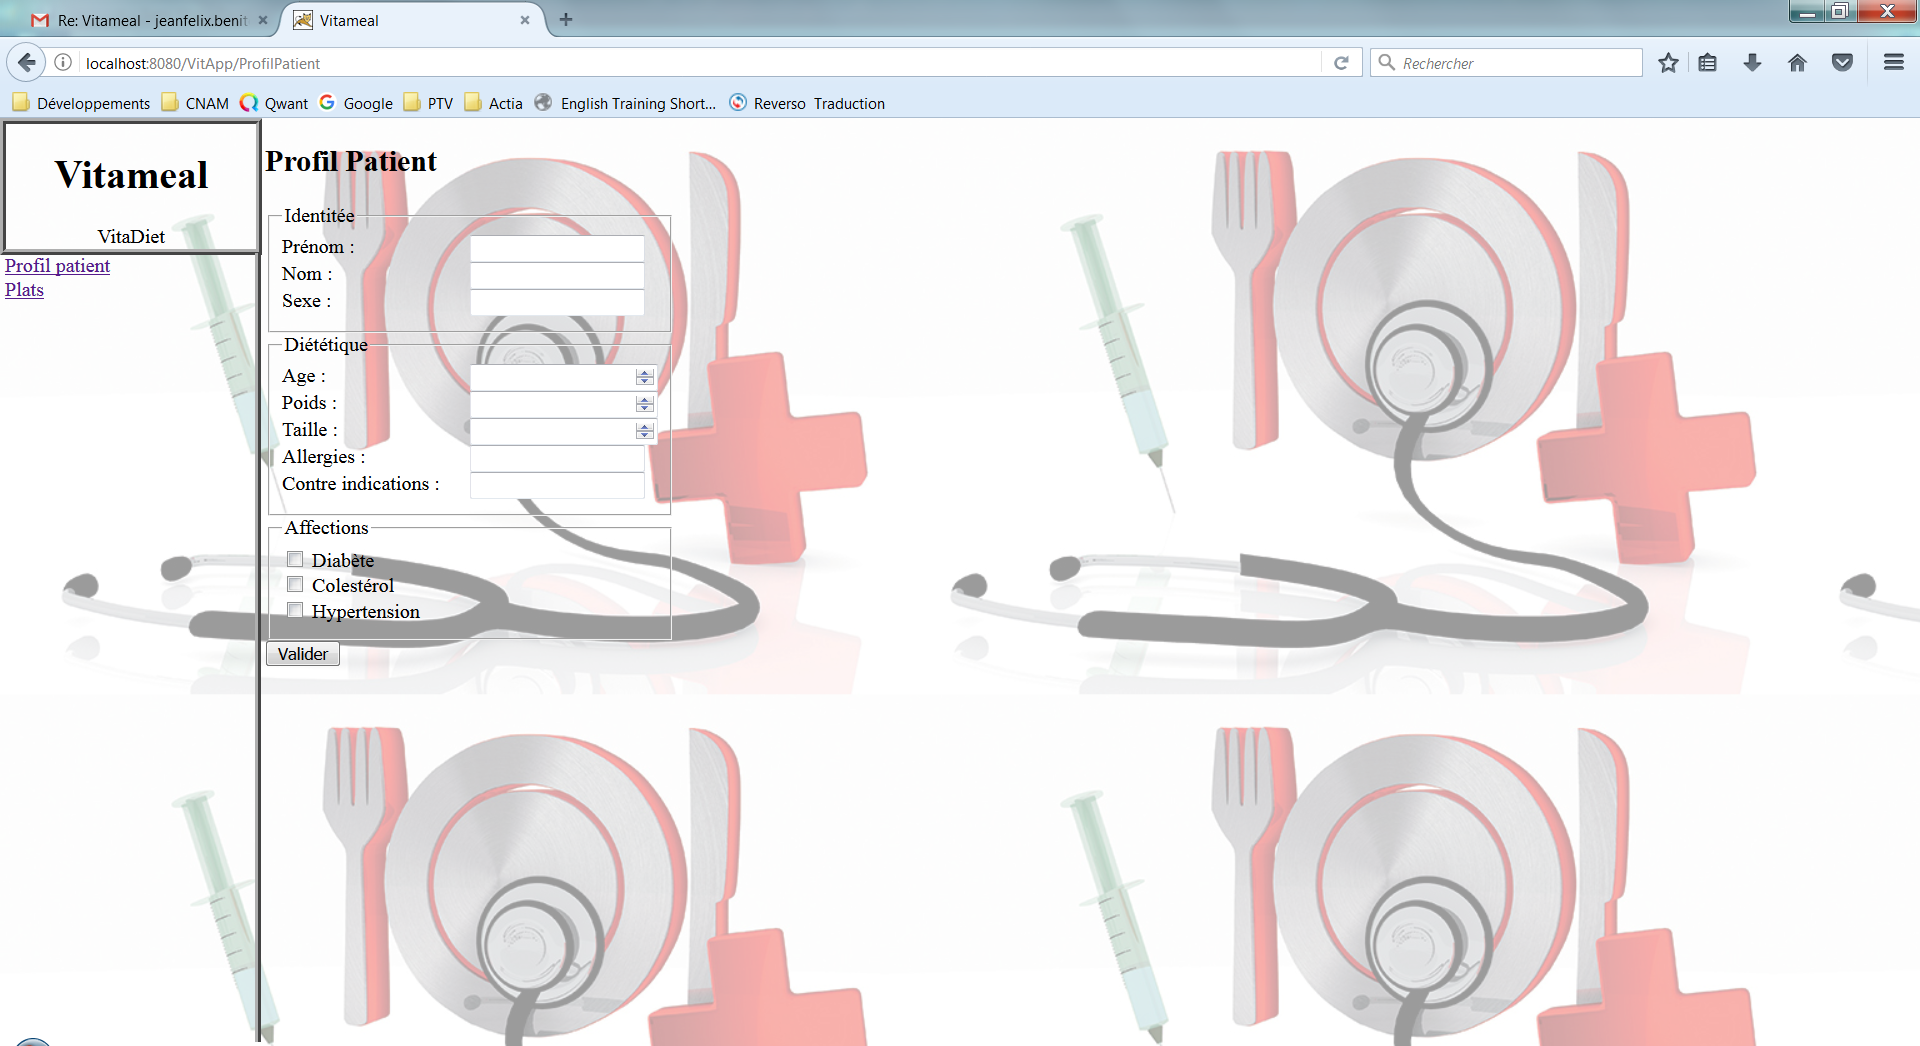 Re: Vitameal - jeanfelix.benit
Vitameal
localhost:8080/VitApp/ProfilPatient
Rechercher
Développements CNAM Qwant Google PTV Actia English Training Short... Reverso Traduction
Vitameal
VitaDiet
Profil patient
Plats
Profil Patient
Identitée
Prénom :
Nom :
Sexe :
Diététique
Age :
Poids :
Taille :
Allergies :
Contre indications :
Affections
Diabète
Colestérol
Hypertension
Valider